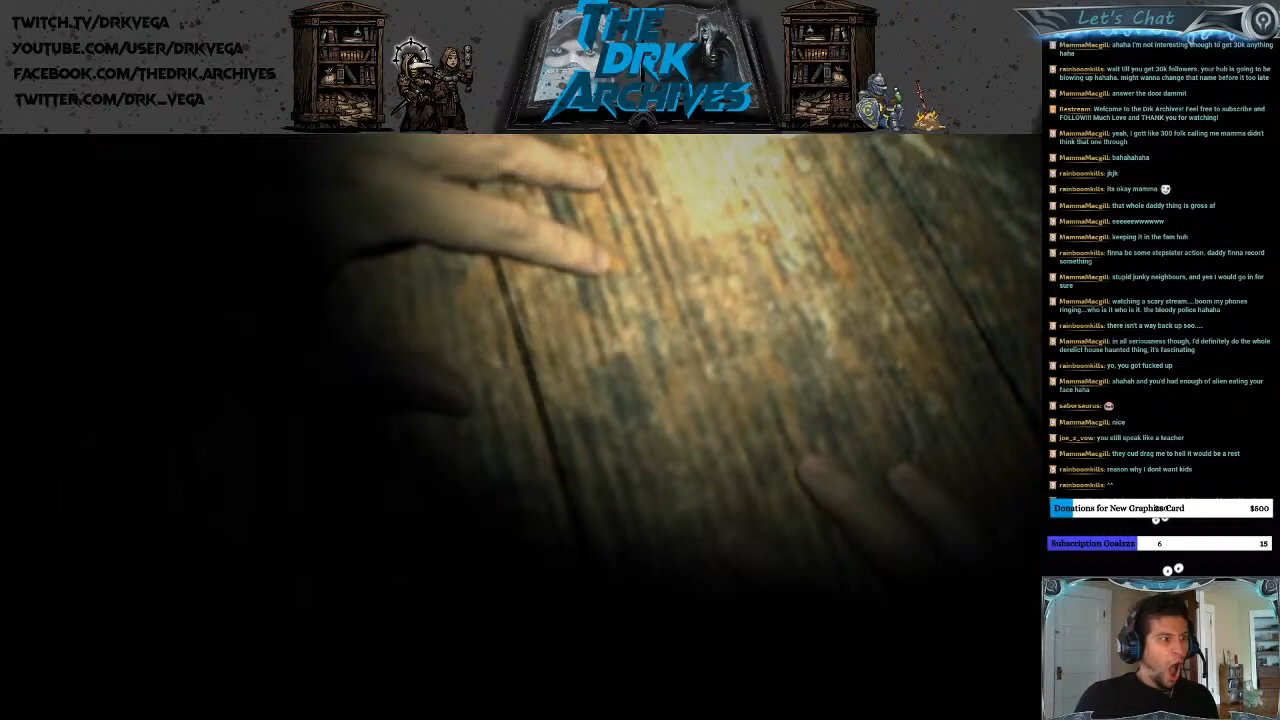 TWITCH.TV/DRKVEGA
YOUTUBE.COM/USER/DRKVEGA
FACEBOOK.COM/THEDRK.ARCHIVES
TWITTER.COM/DRK_VEGA
The
DRK
Archives
Let's Chat
MammaMacgill: ahaha I'm not interesting enough to get 30k anything
haha
rainboomkills: wait till you get 30k followers. your hub is going to be
blowing up hahaha. might wanna change that name before it too late
MammaMacgill: answer the door dammit
Restream: Welcome to the Drk Archives! Feel free to subscribe and
FOLLOW!!! Much Love and THANK you for watching!
MammaMacgill: yeah, i gott like 300 folk calling me mamma didn't
think that one through
MammaMacgill: bahahahaha
rainboomkills: jkjk
rainboomkills: Its okay mamma
MammaMacgill: that whole daddy thing is gross af
MammaMacgill: eeeeeewwwwww
MammaMacgill: keeping it in the fam huh
rainboomkills: finna be some stepsister action. daddy finna record
something
MammaMacgill: stupid junky neighbours, and yes I would go in for
sure
MammaMacgill: watching a scary stream....boom my phones
ringing...who is it who is it. the bloody police hahaha
rainboomkills: there isn't a way back up soo....
MammaMacgill: in all seriousness though, I'd definitely do the whole
derelict house haunted thing, it's fascinating
rainboomkills: yo, you got fucked up
MammaMacgill: ahahah and you'd had enough of alien eating your
face haha
saborsaurus:
MammaMacgill: nice
joe_z_vow: you still speak like a teacher
MammaMacgill: they cud drag me to hell it would be a rest
rainboomkills: reason why i dont want kids
rainboomkills: ^^
Donations for New Graphics Card $500
Subscription Goalzzz 6 15